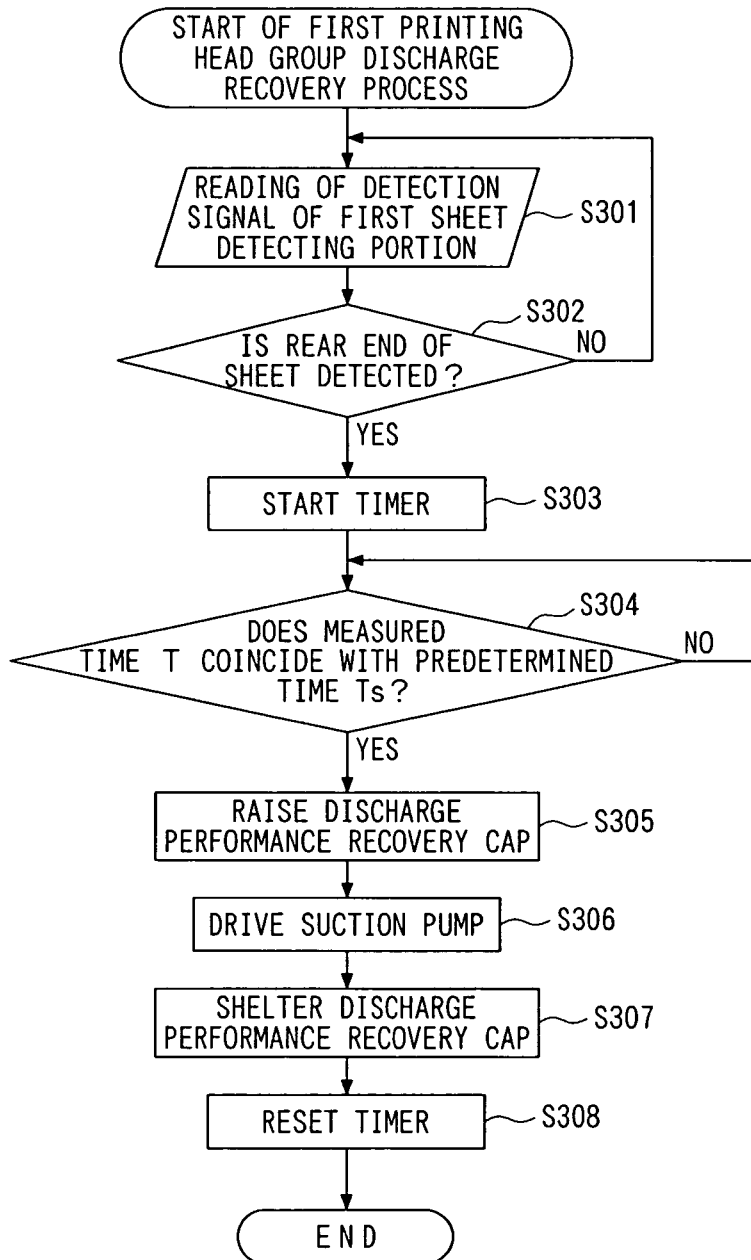 START OF FIRST PRINTING
HEAD GROUP DISCHARGE
RECOVERY PROCESS
READING OF DETECTION
SIGNAL OF FIRST SHEET
DETECTING PORTION
S301
S302
IS REAR END OF
SHEET DETECTED?
NO
YES
START TIMER
S303
S304
DOES MEASURED
TIME T COINCIDE WITH PREDETERMINED
TIME Ts?
NO
YES
RAISE DISCHARGE
PERFORMANCE RECOVERY CAP
S305
DRIVE SUCTION PUMP
S306
SHELTER DISCHARGE
PERFORMANCE RECOVERY CAP
S307
RESET TIMER
S308
END